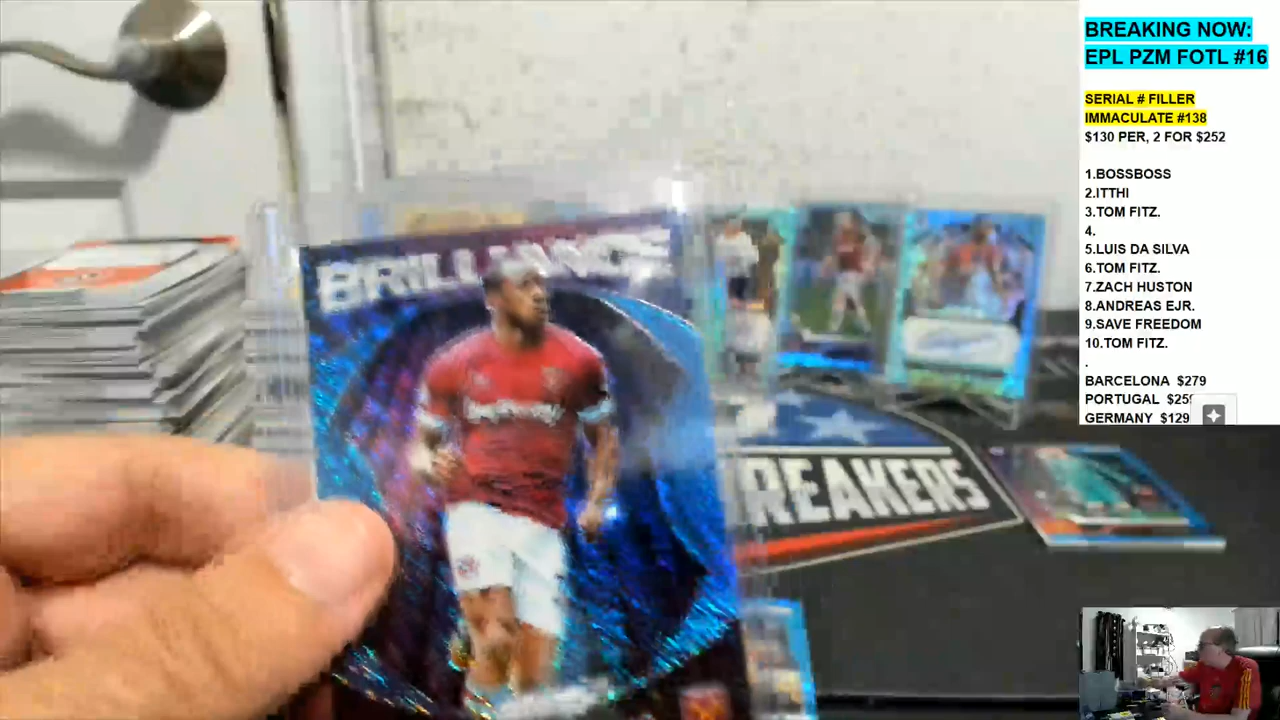 BREAKING NOW:
EPL PZM FOTL #16
SERIAL # FILLER
IMMACULATE #138
$130 PER, 2 FOR $252
1.BOSSBOSS
2.ITTHI
3.TOM FITZ.
4.
5.LUIS DA SILVA
6.TOM FITZ.
7.ZACH HUSTON
8.ANDREAS EJR.
9.SAVE FREEDOM
10.TOM FITZ.
.
BARCELONA $279
PORTUGAL
GERMANY $129
BRILLIANCE
betway
REAKERS